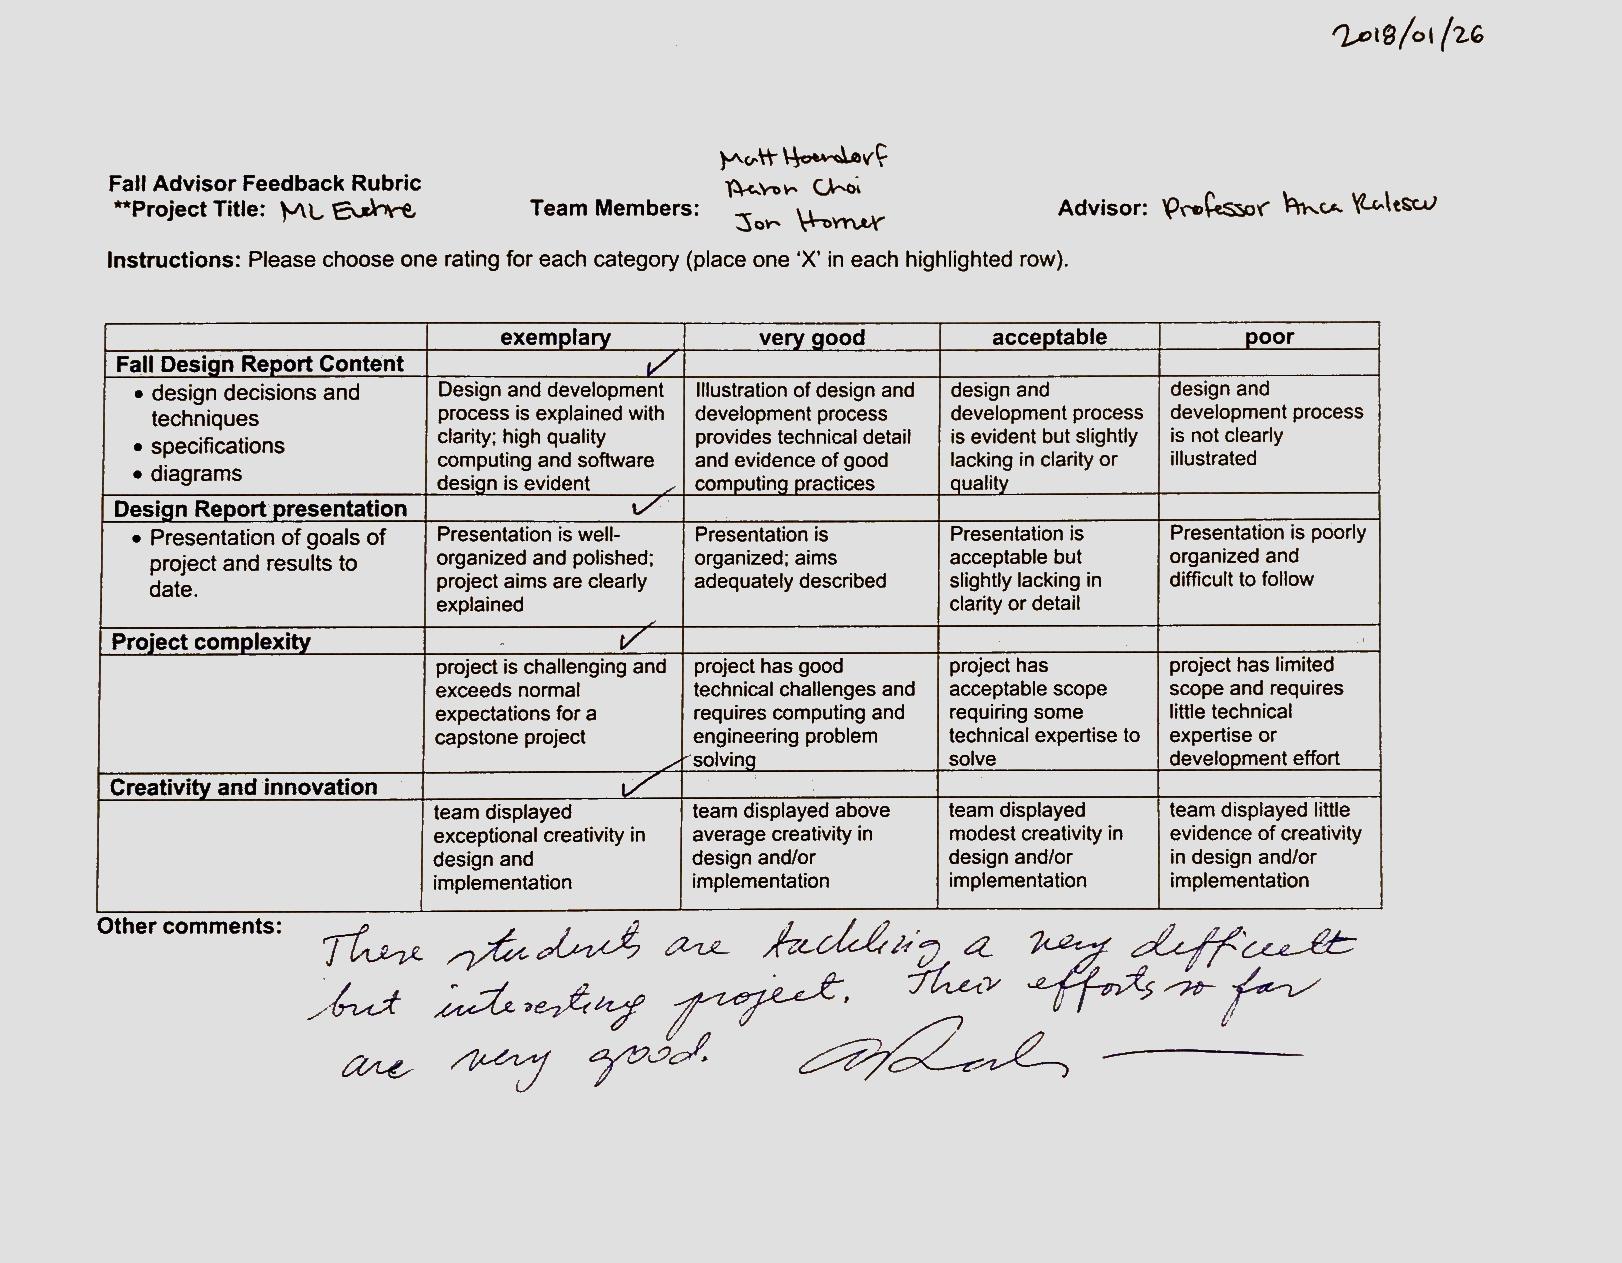 2018/01/26
Matt Hoerndorf
Fall Advisor Feedback Rubric
Aaron Choi
**Project Title: ML Euchre
Team Members:
Advisor: Professor Anca Ralescu
Jon Horner
Instructions: Please choose one rating for each category (place one 'X' in each highlighted row).
exemplary very good acceptable poor
Fall Design Report Content ✓
• design decisions and techniques
• specifications
• diagrams
Design and development
process is explained with
clarity; high quality
computing and software
design is evident
Illustration of design and
development process
provides technical detail
and evidence of good
computing practices
design and
development process
is evident but slightly
lacking in clarity or
quality
design and
development process
is not clearly
illustrated
Design Report presentation ✓
• Presentation of goals of
project and results to
date.
Presentation is well-
organized and polished;
project aims are clearly
explained
Presentation is
organized; aims
adequately described
Presentation is
acceptable but
slightly lacking in
clarity or detail
Presentation is poorly
organized and
difficult to follow
Project complexity ✓
project is challenging and
exceeds normal
expectations for a
capstone project
project has good
technical challenges and
requires computing and
engineering problem
solving
project has
acceptable scope
requiring some
technical expertise to
solve
project has limited
scope and requires
little technical
expertise or
development effort
Creativity and innovation ✓
team displayed
exceptional creativity in
design and
implementation
team displayed above
average creativity in
design and/or
implementation
team displayed
modest creativity in
design and/or
implementation
team displayed little
evidence of creativity
in design and/or
implementation
Other comments:
These students are tackling a very difficult
but interesting project. Their efforts so far
are very good.